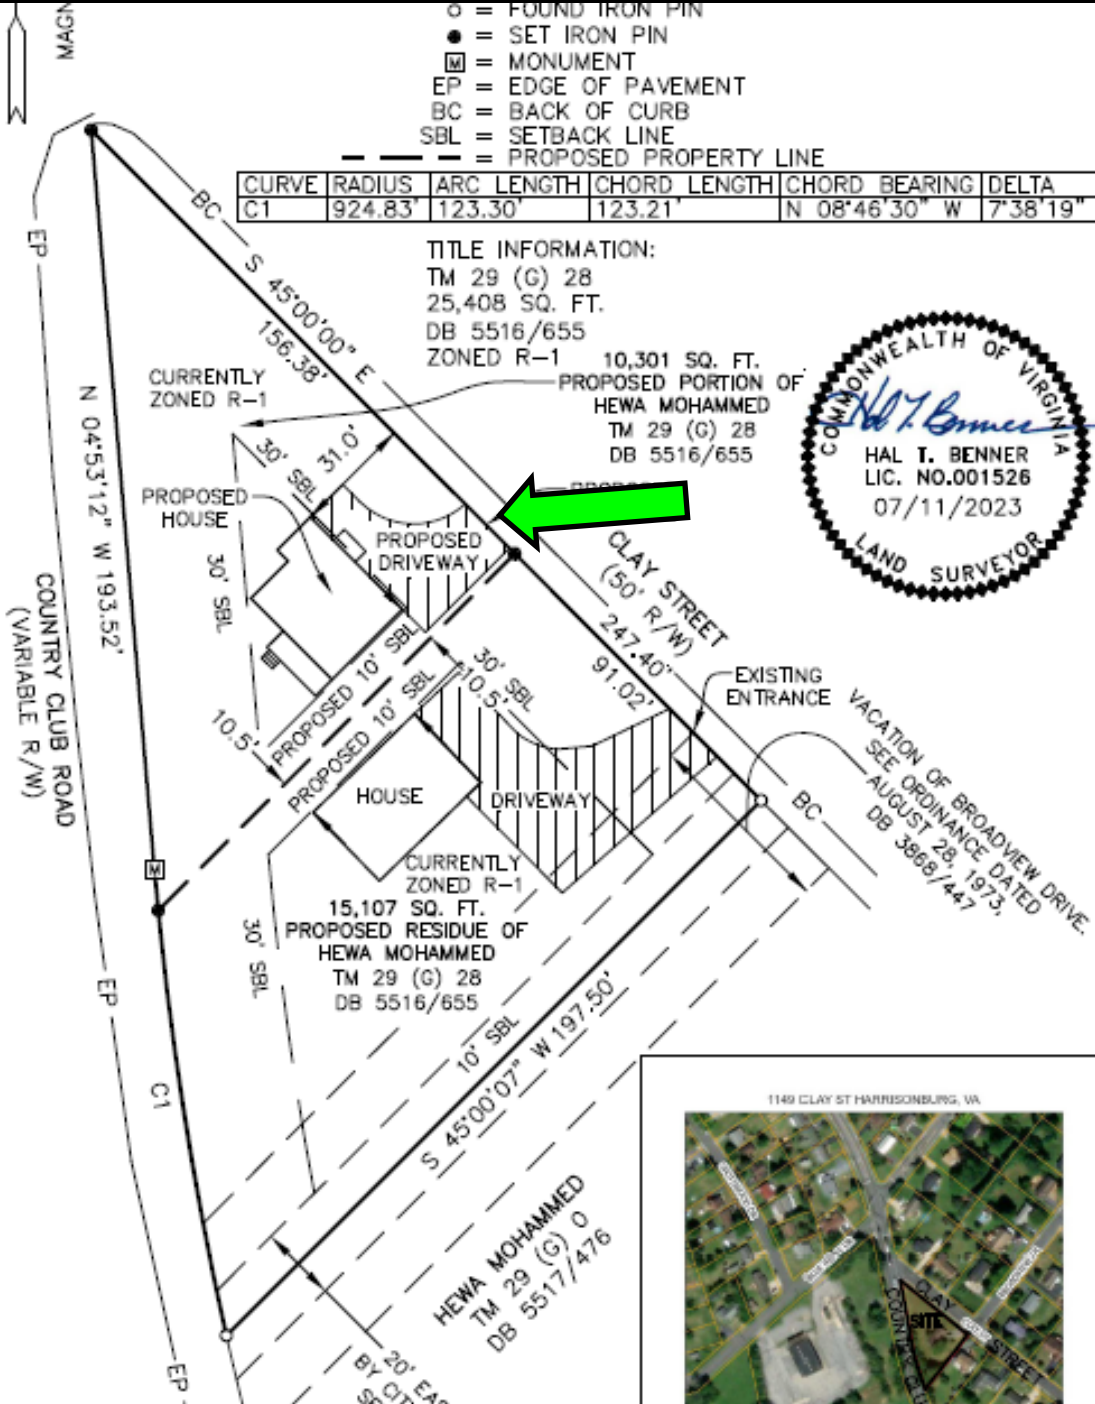 MAGN
○ = FOUND IRON PIN
● = SET IRON PIN
M = MONUMENT
EP = EDGE OF PAVEMENT
BC = BACK OF CURB
SBL = SETBACK LINE
= PROPOSED PROPERTY LINE
CURVE RADIUS ARC LENGTH CHORD LENGTH CHORD BEARING DELTA
C1 924.83' 123.30' 123.21' N 08°46'30" W 7°38'19"
TITLE INFORMATION:
TM 29 (G) 28
25,408 SQ. FT.
DB 5516/655
ZONED R-1
10,301 SQ. FT.
PROPOSED PORTION OF
HEWA MOHAMMED
TM 29 (G) 28
DB 5516/655
COMMONWEALTH OF VIRGINIA
Hal T. Benner
HAL T. BENNER
LIC. NO.001526
07/11/2023
LAND SURVEYOR
BC
S 45°00'00" E
156.38'
EP
N 04°53'12" W 193.52'
CURRENTLY
ZONED R-1
30' SBL
31.0'
PROPOSED
HOUSE
PROPOSED
DRIVEWAY
30' SBL
COUNTRY CLUB ROAD
(VARIABLE R/W)
CLAY STREET
(50' R/W)
247.40'
91.02'
EXISTING
ENTRANCE
PROPOSED 10' SBL
PROPOSED 10' SBL
10.5'
30' SBL
10.5'
HOUSE
DRIVEWAY
BC
VACATION OF BROADVIEW DRIVE.
SEE ORDINANCE DATED
AUGUST 28, 1973,
DB 3868/447
M
CURRENTLY
ZONED R-1
15,107 SQ. FT.
PROPOSED RESIDUE OF
HEWA MOHAMMED
TM 29 (G) 28
DB 5516/655
30' SBL
EP
C1
10' SBL
S 45°00'07" W 197.50'
HEWA MOHAMMED
TM 29 (G) 0
DB 5517/476
20' EAS
BY CIT
EP
1149 CLAY ST HARRISONBURG, VA
CLAY
STREET
SITE
COUNTRY CLU